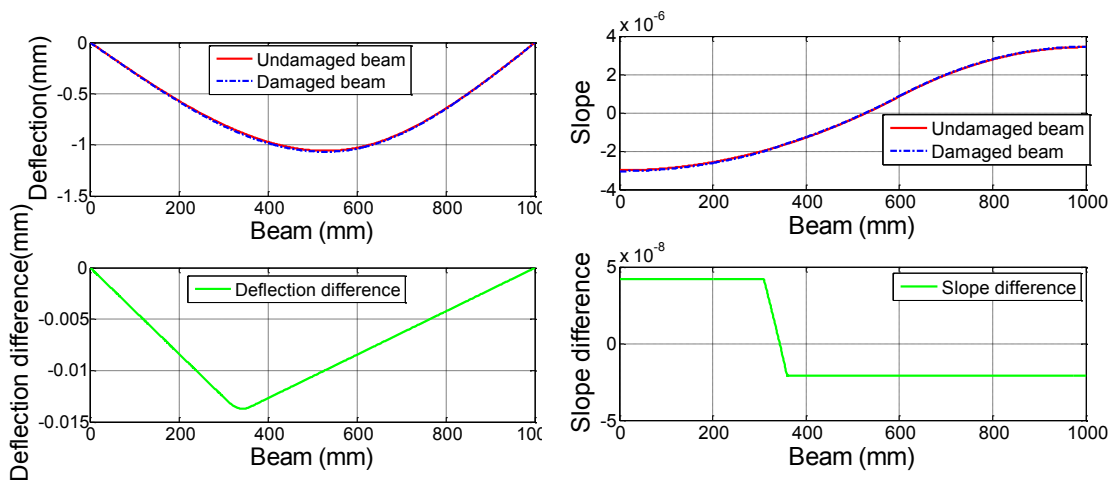 Deflection(mm)
0
-0.5
-1
-1.5
Undamaged beam
Damaged beam
0
200
400
600
800
100
Beam (mm)
Slope
x 10-6
4
2
0
-2
-4
Undamaged beam
Damaged beam
0
200
400
600
800
1000
Beam (mm)
Deflection difference(mm)
0
-0.005
-0.01
-0.015
Deflection difference
0
200
400
600
800
100
Beam (mm)
Slope difference
x 10-8
5
0
-5
Slope difference
0
200
400
600
800
1000
Beam (mm)